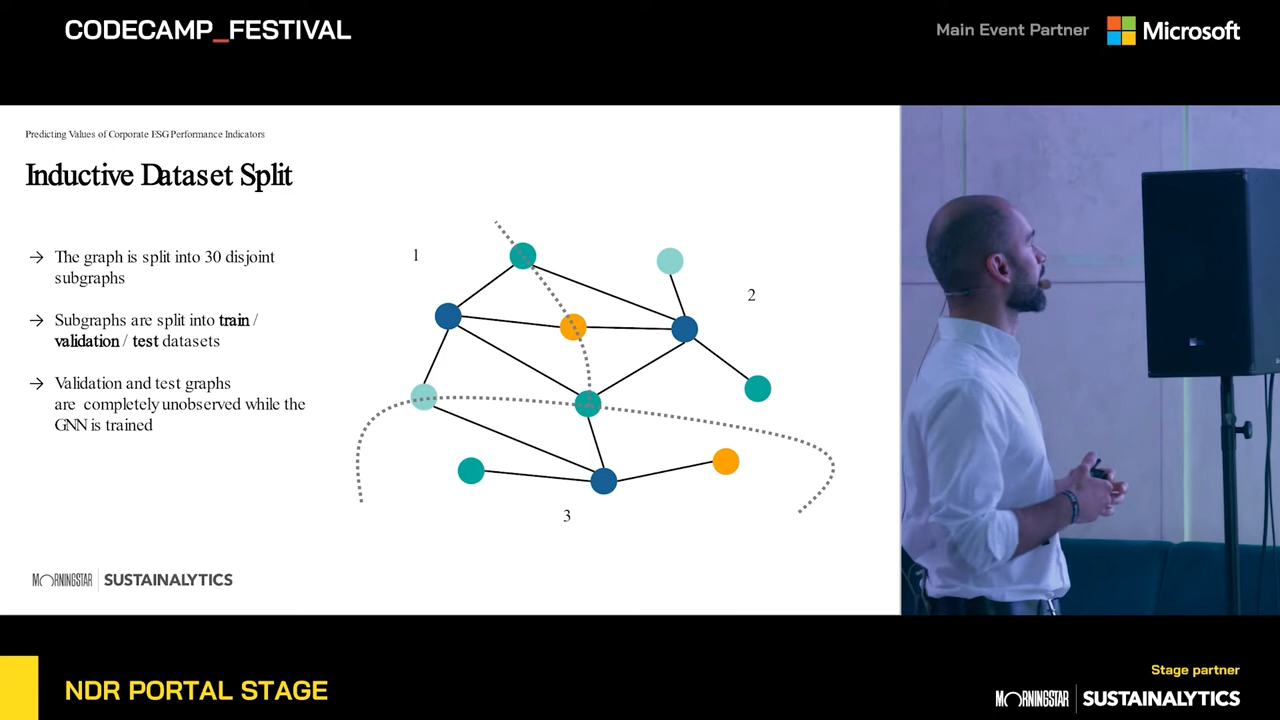 CODECAMP_FESTIVAL
Main Event Partner
Microsoft
Predicting Values of Corporate ESG Performance Indicators
Inductive Dataset Split
→ The graph is split into 30 disjoint
subgraphs
→ Subgraphs are split into train /
validation / test datasets
→ Validation and test graphs
are completely unobserved while the
GNN is trained
1
2
3
MORNINGSTAR | SUSTAINALYTICS
NDR PORTAL STAGE
Stage partner
MORNINGSTAR | SUSTAINALYTICS